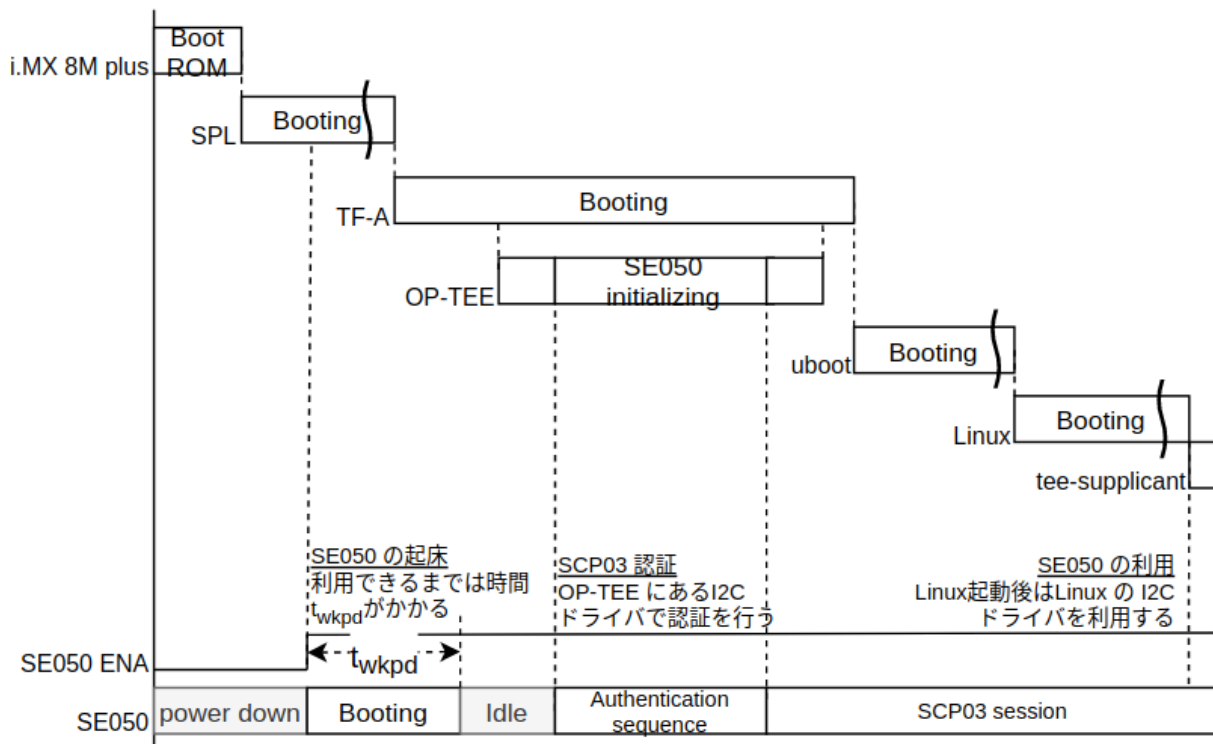 Boot
ROM
i.MX 8M plus
Booting
SPL
Booting
TF-A
SE050
initializing
OP-TEE
Booting
uboot
Booting
Linux
tee-supplicant
SE050 の起床
利用できるまでは時間
twkpdがかかる
SCP03 認証
OP-TEE にあるI2C
ドライバで認証を行う
SE050 の利用
Linux起動後はLinux の I2C
ドライバを利用する
SE050 ENA
twkpd
SE050
power down
Booting
Idle
Authentication
sequence
SCP03 session